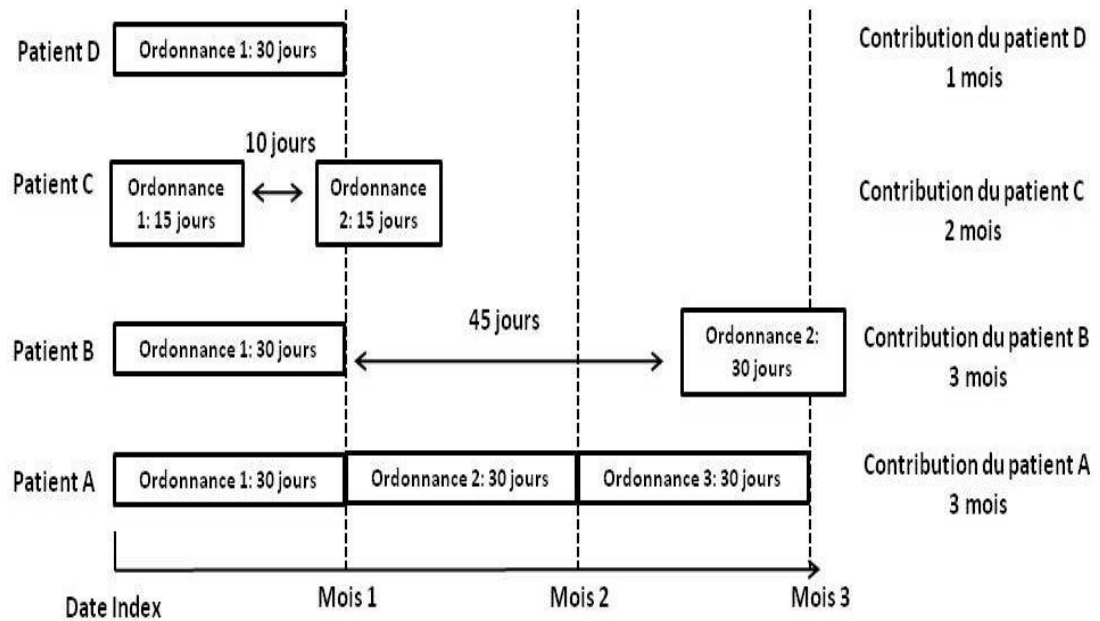 Patient D
Ordonnance 1: 30 jours
Contribution du patient D
1 mois
10 jours
Patient C
Ordonnance
1: 15 jours
Ordonnance
2: 15 jours
Contribution du patient C
2 mois
45 jours
Patient B
Ordonnance 1: 30 jours
Ordonnance 2:
30 jours
Contribution du patient B
3 mois
Patient A
Ordonnance 1: 30 jours
Ordonnance 2: 30 jours
Ordonnance 3: 30 jours
Contribution du patient A
3 mois
Date Index
Mois 1
Mois 2
Mois 3